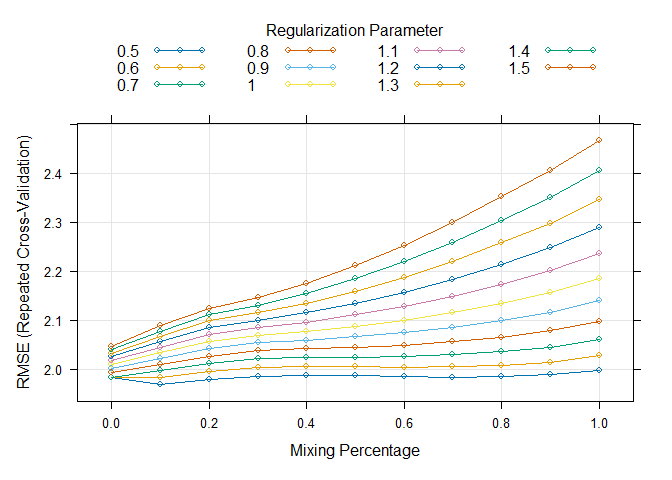 Regularization Parameter
0.5 0.8 1.1 1.4
0.6 0.9 1.2 1.5
0.7 1 1.3
RMSE (Repeated Cross-Validation)
2.4
2.3
2.2
2.1
2.0
0.0 0.2 0.4 0.6 0.8 1.0
Mixing Percentage